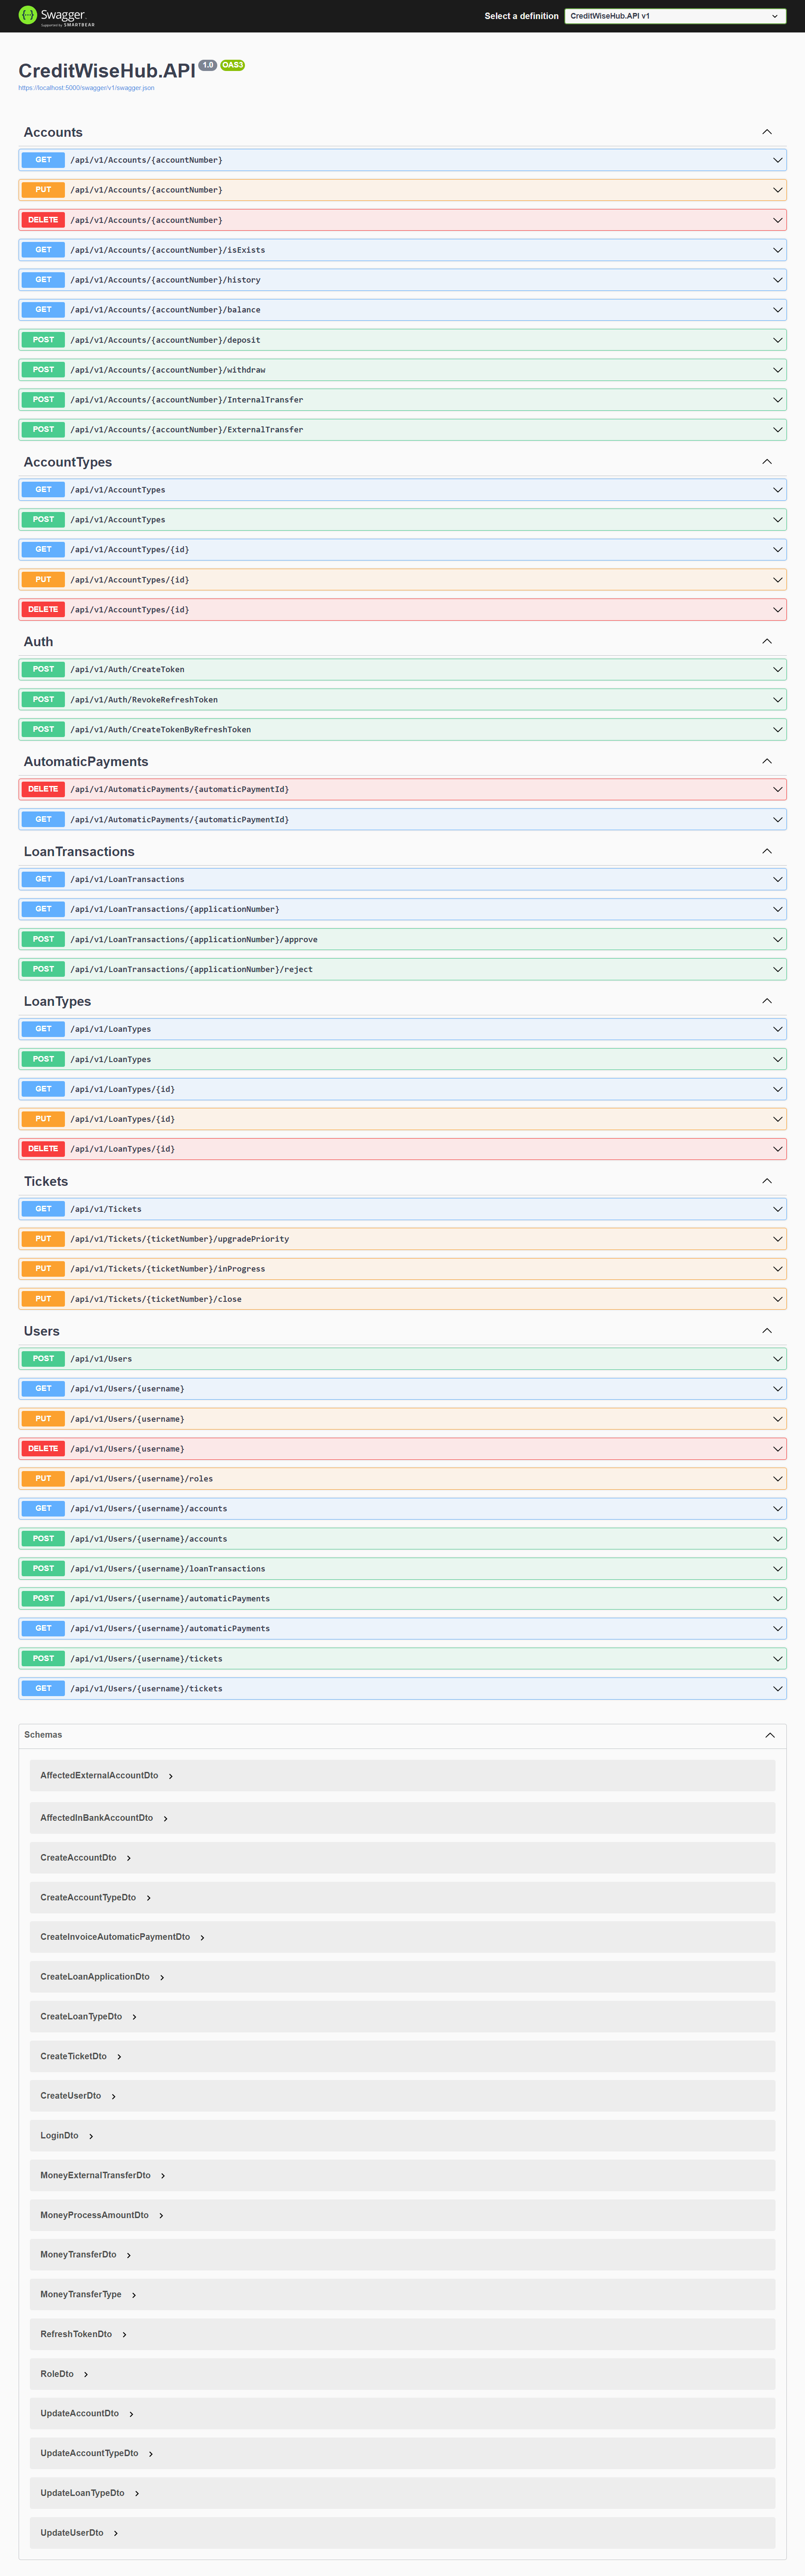 Swagger.
Supported by SMARTBEAR
Select a definition
CreditWiseHub.API v1
CreditWiseHub.API 1.0 OAS3
https://localhost:5000/swagger/v1/swagger.json
Accounts
GET /api/v1/Accounts/{accountNumber}
PUT /api/v1/Accounts/{accountNumber}
DELETE /api/v1/Accounts/{accountNumber}
GET /api/v1/Accounts/{accountNumber}/isExists
GET /api/v1/Accounts/{accountNumber}/history
GET /api/v1/Accounts/{accountNumber}/balance
POST /api/v1/Accounts/{accountNumber}/deposit
POST /api/v1/Accounts/{accountNumber}/withdraw
POST /api/v1/Accounts/{accountNumber}/InternalTransfer
POST /api/v1/Accounts/{accountNumber}/ExternalTransfer
AccountTypes
GET /api/v1/AccountTypes
POST /api/v1/AccountTypes
GET /api/v1/AccountTypes/{id}
PUT /api/v1/AccountTypes/{id}
DELETE /api/v1/AccountTypes/{id}
Auth
POST /api/v1/Auth/CreateToken
POST /api/v1/Auth/RevokeRefreshToken
POST /api/v1/Auth/CreateTokenByRefreshToken
AutomaticPayments
DELETE /api/v1/AutomaticPayments/{automaticPaymentId}
GET /api/v1/AutomaticPayments/{automaticPaymentId}
LoanTransactions
GET /api/v1/LoanTransactions
GET /api/v1/LoanTransactions/{applicationNumber}
POST /api/v1/LoanTransactions/{applicationNumber}/approve
POST /api/v1/LoanTransactions/{applicationNumber}/reject
LoanTypes
GET /api/v1/LoanTypes
POST /api/v1/LoanTypes
GET /api/v1/LoanTypes/{id}
PUT /api/v1/LoanTypes/{id}
DELETE /api/v1/LoanTypes/{id}
Tickets
GET /api/v1/Tickets
PUT /api/v1/Tickets/{ticketNumber}/upgradePriority
PUT /api/v1/Tickets/{ticketNumber}/inProgress
PUT /api/v1/Tickets/{ticketNumber}/close
Users
POST /api/v1/Users
GET /api/v1/Users/{username}
PUT /api/v1/Users/{username}
DELETE /api/v1/Users/{username}
PUT /api/v1/Users/{username}/roles
GET /api/v1/Users/{username}/accounts
POST /api/v1/Users/{username}/accounts
POST /api/v1/Users/{username}/loanTransactions
POST /api/v1/Users/{username}/automaticPayments
GET /api/v1/Users/{username}/automaticPayments
POST /api/v1/Users/{username}/tickets
GET /api/v1/Users/{username}/tickets
Schemas
AffectedExternalAccountDto
AffectedInBankAccountDto
CreateAccountDto
CreateAccountTypeDto
CreateInvoiceAutomaticPaymentDto
CreateLoanApplicationDto
CreateLoanTypeDto
CreateTicketDto
CreateUserDto
LoginDto
MoneyExternalTransferDto
MoneyProcessAmountDto
MoneyTransferDto
MoneyTransferType
RefreshTokenDto
RoleDto
UpdateAccountDto
UpdateAccountTypeDto
UpdateLoanTypeDto
UpdateUserDto